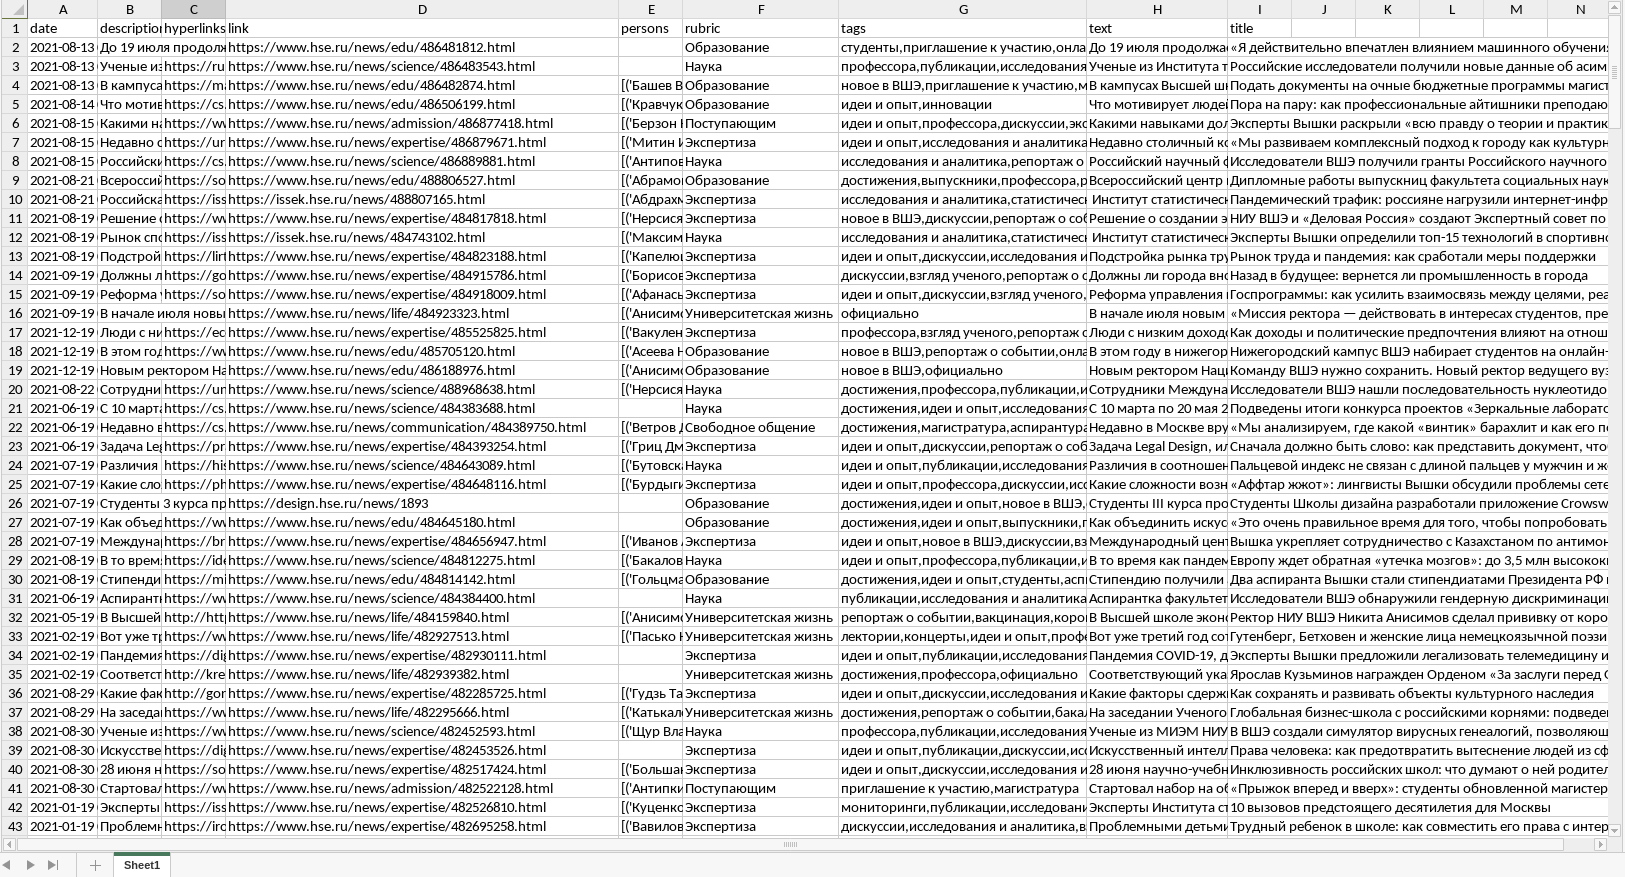 A B C D E F G H I J K L M N
1 date description hyperlinks link persons rubric tags text title
2 2021-08-13 До 19 июля продолж https://www.hse.ru/news/edu/486481812.html Образование студенты,приглашение к участию,онла До 19 июля продолжа «Я действительно впечатлен влиянием машинного обучения
3 2021-08-13 Ученые из https://ru https://www.hse.ru/news/science/486483543.html Наука профессора,публикации,исследования Ученые из Института т Российские исследователи получили новые данные об асим
4 2021-08-13 В кампуса https://m https://www.hse.ru/news/edu/486482874.html [('Башев В Образование новое в ВШЭ,приглашение к участию,м В кампусах Высшей ш Подать документы на очные бюджетные программы магист
5 2021-08-14 Что мотив https://cs. https://www.hse.ru/news/edu/486506199.html [('Кравчук Образование идеи и опыт,инновации Что мотивирует люде Пора на пару: как профессиональные айтишники преподаю
6 2021-08-15 Какими на https://w https://www.hse.ru/news/admission/486877418.html [('Берзон Поступающим идеи и опыт,профессора,дискуссии,экс Какими навыками дол Эксперты Вышки раскрыли «всю правду о теории и практик
7 2021-08-15 Недавно с https://ur https://www.hse.ru/news/expertise/486879671.html [('Митин Экспертиза идеи и опыт,исследования и аналитика Недавно столичный к «Мы развиваем комплексный подход к городу как культурн
8 2021-08-15 Российски https://cs. https://www.hse.ru/news/science/486889881.html [('Антипов Наука исследования и аналитика,репортаж о Российский научный ф Исследователи ВШЭ получили гранты Российского научного
9 2021-08-21 Всероссий https://so https://www.hse.ru/news/edu/488806527.html [('Абрамо Образование достижения,выпускники,профессора,р Всероссийский центр Дипломные работы выпускниц факультета социальных наук
10 2021-08-21 Российска https://iss https://issek.hse.ru/news/488807165.html [('Абдрахм Экспертиза исследования и аналитика,статистичес Институт статистичес Пандемический трафик: россияне нагрузили интернет-инфр
11 2021-08-19 Решение о https://w https://www.hse.ru/news/expertise/484817818.html [('Нерсися Экспертиза новое в ВШЭ,дискуссии,репортаж о соб Решение о создании э НИУ ВШЭ и «Деловая Россия» создают Экспертный совет по
12 2021-08-19 Рынок спо https://iss https://issek.hse.ru/news/484743102.html [('Максим Наука исследования и аналитика,статистичес Институт статистичес Эксперты Вышки определили топ-15 технологий в спортивно
13 2021-08-19 Подстрой https://lir https://www.hse.ru/news/expertise/484823188.html [('Капелю Экспертиза идеи и опыт,дискуссии,исследования и Подстройка рынка тру Рынок труда и пандемия: как сработали меры поддержки
14 2021-09-19 Должны л https://go https://www.hse.ru/news/expertise/484915786.html [('Борисов Экспертиза дискуссии,взгляд ученого,репортаж о с Должны ли города вно Назад в будущее: вернется ли промышленность в города
15 2021-09-19 Реформа у https://so https://www.hse.ru/news/expertise/484918009.html [('Афанась Экспертиза идеи и опыт,дискуссии,взгляд ученого, Реформа управления Госпрограммы: как усилить взаимосвязь между целями, реа
16 2021-09-19 В начале июля новы https://www.hse.ru/news/life/484923323.html [('Анисимо Университетская жизнь официально В начале июля новым «Миссия ректора — действовать в интересах студентов, пре
17 2021-12-19 Люди с ни https://ec https://www.hse.ru/news/expertise/485525825.html [('Вакулен Экспертиза профессора,взгляд ученого,репортаж о Люди с низким доходо Как доходы и политические предпочтения влияют на отнош
18 2021-12-19 В этом год https://w https://www.hse.ru/news/edu/485705120.html [('Асеева Н Образование новое в ВШЭ,репортаж о событии,онла В этом году в нижегор Нижегородский кампус ВШЭ набирает студентов на онлайн-
19 2021-12-19 Новым ректором На https://www.hse.ru/news/edu/486188976.html [('Анисимо Образование новое в ВШЭ,официально Новым ректором Наци Команду ВШЭ нужно сохранить. Новый ректор ведущего вуз
20 2021-08-22 Сотрудни https://ur https://www.hse.ru/news/science/488968638.html [('Нерсися Наука достижения,профессора,публикации,и Сотрудники Междуна Исследователи ВШЭ нашли последовательность нуклеотидо
21 2021-06-19 С 10 марта https://cs. https://www.hse.ru/news/science/484383688.html Наука достижения,идеи и опыт,исследования С 10 марта по 20 мая 2 Подведены итоги конкурса проектов «Зеркальные лаборато
22 2021-06-19 Недавно в https://cs. https://www.hse.ru/news/communication/484389750.html [('Ветров Д Свободное общение достижения,магистратура,аспирантура Недавно в Москве вру «Мы анализируем, где какой «винтик» барахлит и как его по
23 2021-06-19 Задача Leg https://pr https://www.hse.ru/news/expertise/484393254.html [('Гриц Дм Экспертиза идеи и опыт,дискуссии,репортаж о соб Задача Legal Design, ил Сначала должно быть слово: как представить документ, что
24 2021-07-19 Различия https://his https://www.hse.ru/news/science/484643089.html [('Бутовска Наука идеи и опыт,публикации,исследования Различия в соотношен Пальцевой индекс не связан с длиной пальцев у мужчин и ж
25 2021-07-19 Какие сло https://ph https://www.hse.ru/news/expertise/484648116.html [('Бурдыги Экспертиза идеи и опыт,профессора,дискуссии,исс Какие сложности возн «Аффтар жжот»: лингвисты Вышки обсудили проблемы сете
26 2021-07-19 Студенты 3 курса пр https://design.hse.ru/news/1893 Образование достижения,идеи и опыт,новое в ВШЭ, Студенты III курса про Студенты Школы дизайна разработали приложение Crowsw
27 2021-07-19 Как объед https://w https://www.hse.ru/news/edu/484645180.html Образование достижения,идеи и опыт,выпускники,г Как объединить искус «Это очень правильное время для того, чтобы попробовать
28 2021-07-19 Междунар https://br https://www.hse.ru/news/expertise/484656947.html [('Иванов Экспертиза идеи и опыт,новое в ВШЭ,дискуссии,вз Международный цент Вышка укрепляет сотрудничество с Казахстаном по антимон
29 2021-08-19 В то время https://ide https://www.hse.ru/news/science/484812275.html [('Бакалов Наука идеи и опыт,профессора,публикации,и В то время как пандем Европу ждет обратная «утечка мозгов»: до 3,5 млн высокок
30 2021-08-19 Стипенди https://mi https://www.hse.ru/news/edu/484814142.html [('Гольцма Образование достижения,идеи и опыт,студенты,асп Стипендию получили Два аспиранта Вышки стали стипендиатами Президента РФ
31 2021-06-19 Аспирант https://w https://www.hse.ru/news/science/484384400.html Наука публикации,исследования и аналитика Аспирантка факультет Исследователи ВШЭ обнаружили гендерную дискриминаци
32 2021-05-19 В Высшей http://htt https://www.hse.ru/news/life/484159840.html [('Анисимо Университетская жизнь репортаж о событии,вакцинация,коро В Высшей школе экон Ректор НИУ ВШЭ Никита Анисимов сделал прививку от коро
33 2021-02-19 Вот уже тр https://w https://www.hse.ru/news/life/482927513.html [('Пасько Н Университетская жизнь лектории,концерты,идеи и опыт,проф Вот уже третий год сот Гутенберг, Бетховен и женские лица немецкоязычной поэзи
34 2021-02-19 Пандемия https://di https://www.hse.ru/news/expertise/482930111.html Экспертиза идеи и опыт,публикации,исследования Пандемия COVID-19, д Эксперты Вышки предложили легализовать телемедицину и
35 2021-02-19 Соответст http://kre https://www.hse.ru/news/life/482939382.html Университетская жизнь достижения,профессора,официально Соответствующий ука Ярослав Кузьминов награжден Орденом «За заслуги перед О
36 2021-08-29 Какие фак http://gor https://www.hse.ru/news/expertise/482285725.html [('Гудзь Та Экспертиза идеи и опыт,дискуссии,исследования и Какие факторы сдерж Как сохранять и развивать объекты культурного наследия
37 2021-08-29 На заседа https://w https://www.hse.ru/news/life/482295666.html [('Катькал Университетская жизнь достижения,репортаж о событии,бака На заседании Ученого Глобальная бизнес-школа с российскими корнями: подведе
38 2021-08-30 Ученые из https://w https://www.hse.ru/news/science/482452593.html [('Щур Вла Наука профессора,публикации,исследования Ученые из МИЭМ НИУ В ВШЭ создали симулятор вирусных генеалогий, позволяющ
39 2021-08-30 Искусстве https://di https://www.hse.ru/news/expertise/482453526.html Экспертиза идеи и опыт,публикации,дискуссии,исс Искусственный интелл Права человека: как предотвратить вытеснение людей из сф
40 2021-08-30 28 июня н https://so https://www.hse.ru/news/expertise/482517424.html [('Большан Экспертиза идеи и опыт,дискуссии,исследования и 28 июня научно-учебн Инклюзивность российских школ: что думают о ней родител
41 2021-08-30 Стартовал https://w https://www.hse.ru/news/admission/482522128.html [('Антипки Поступающим приглашение к участию,магистратура Стартовал набор на об «Прыжок вперед и вверх»: студенты обновленной магистер
42 2021-01-19 Эксперты https://iss https://www.hse.ru/news/expertise/482526810.html [('Куценко Экспертиза мониторинги,публикации,исследовани Эксперты Института ст 10 вызовов предстоящего десятилетия для Москвы
43 2021-01-19 Проблемн https://irc https://www.hse.ru/news/expertise/482695258.html [('Вавилов Экспертиза дискуссии,исследования и аналитика,в Проблемными детьми Трудный ребенок в школе: как совместить его права с интер
Sheet1